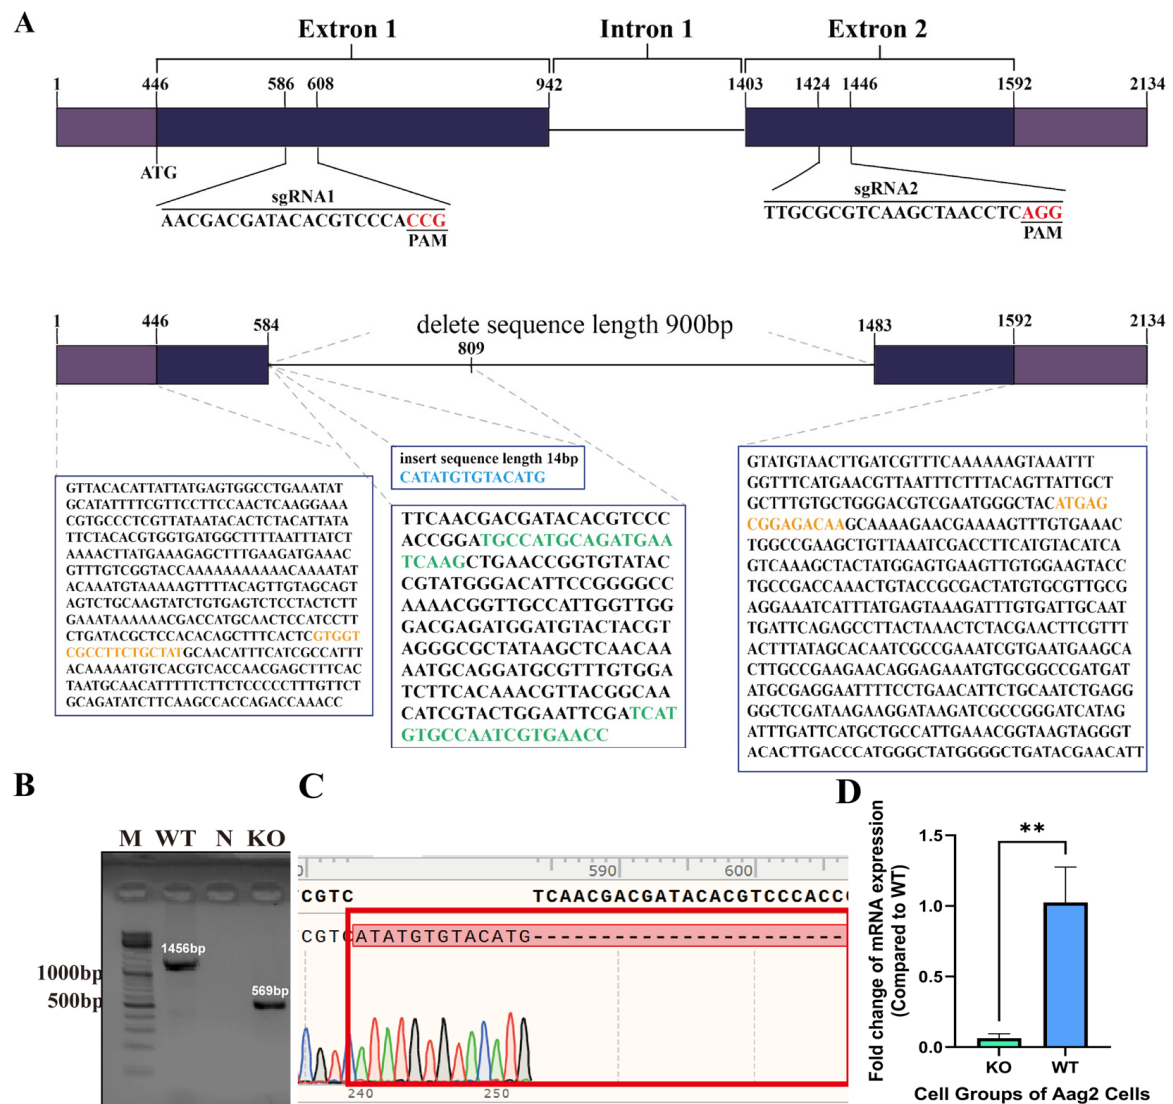 A
Extron 1
Intron 1
Extron 2
1
446
586
608
942
1403
1424
1446
1592
2134
ATG
sgRNA1
AACGACGATACACGTCCCACCG
PAM
sgRNA2
TTGCGCGTCAAGCTAACCTCAGG
PAM
delete sequence length 900bp
1
446
584
809
1483
1592
2134
insert sequence length 14bp
CATATGTGTACATG
GTTACACATTATTATGAGTGGCCTGAAATAT
GCATATTTTCGTTCCTTCCAACTCAAGGAAA
CGTGCCCTCGTTATAATACACTCTACATTATA
TTCTACACGTGGTGATGGCTTTTAATTTATCT
AAAACTTATGAAAGAGCTTTGAAGATGAAAC
GTTTGTCGGTACCAAAAAAAAAAACAAAATAT
ACAAATGTAAAAAGTTTTACAGTTGTAGCAGT
AGTCTGCAAGTATCTGTGAGTCTCCTACTCTT
GAAATAAAAAACGACCATGCAACTCCATCCTT
CTGATACGCTCCACACAGCTTTCACTCGTGGT
CGCCTTCTGCTATGCAACATTTCATCGCCATTT
ACAAAAATGTCACGTCACCAACGAGCTTTCAC
TAATGCAACATTTTTCTTCTCCCCCTTTGTTCT
GCAGATATCTTCAAGCCACCAGACCAAACC
TTCAACGACGATACACGTCCC
ACCGGATGCCATGCAGATGAA
TCAAGCTGAACCGGTGTATAC
CGTATGGGACATTCCGGGGCC
AAAACGGTTGCCATTGGTTGG
GACGAGATGGATGTACTACGT
AGGGCGCTATAAGCTCAACAA
AATGCAGGATGCGTTTGTGGA
TCTTCACAAACGTTACGGCAA
CATCGTACTGGAATTCGATCAT
GTGCCAATCGTGAACC
GTATGTAACTTGATCGTTTCAAAAAAGTAAATTT
GGTTTCATGAACGTTAATTTCTTTACAGTTATTGCT
GCTTTGTGCTGGGACGTCGAATGGGCTACATGAG
CGGAGACAAGCAAAAGAACGAAAAGTTTGTGAAAC
TGGCCGAAGCTGTTAAATCGACCTTCATGTACATCA
GTCAAAGCTACTATGGAGTGAAGTTGTGGAAGTACC
TGCCGACCAAACTGTACCGCGACTATGTGCGTTGCG
AGGAAATCATTTATGAGTAAAGATTTGTGATTGCAAT
TGATTCAGAGCCTTACTAAACTCTACGAACTTCGTTT
ACTTTATAGCACAATCGCCGAAATCGTGAATGAAGCA
CTTGCCGAAGAACAGGAGAAATGTGCGGCCGATGAT
ATGCGAGGAATTTTCCTGAACATTCTGCAATCTGAGG
GGCTCGATAAGAAGGATAAGATCGCCGGGATCATAG
ATTTGATTCATGCTGCCATTGAAACGGTAAGTAGGGT
ACACTTGACCCATGGGCTATGGGGCTGATACGAACATT
B
M WT N KO
1456bp
1000bp
569bp
500bp
C
590
600
CGTC TCAACGACGATACACGTCCCACC
CGTCATATGTGTACATG-----------------------
240
250
D
Fold change of mRNA expression
(Compared to WT)
1.5
1.0
0.5
0.0
**
KO
WT
Cell Groups of Aag2 Cells